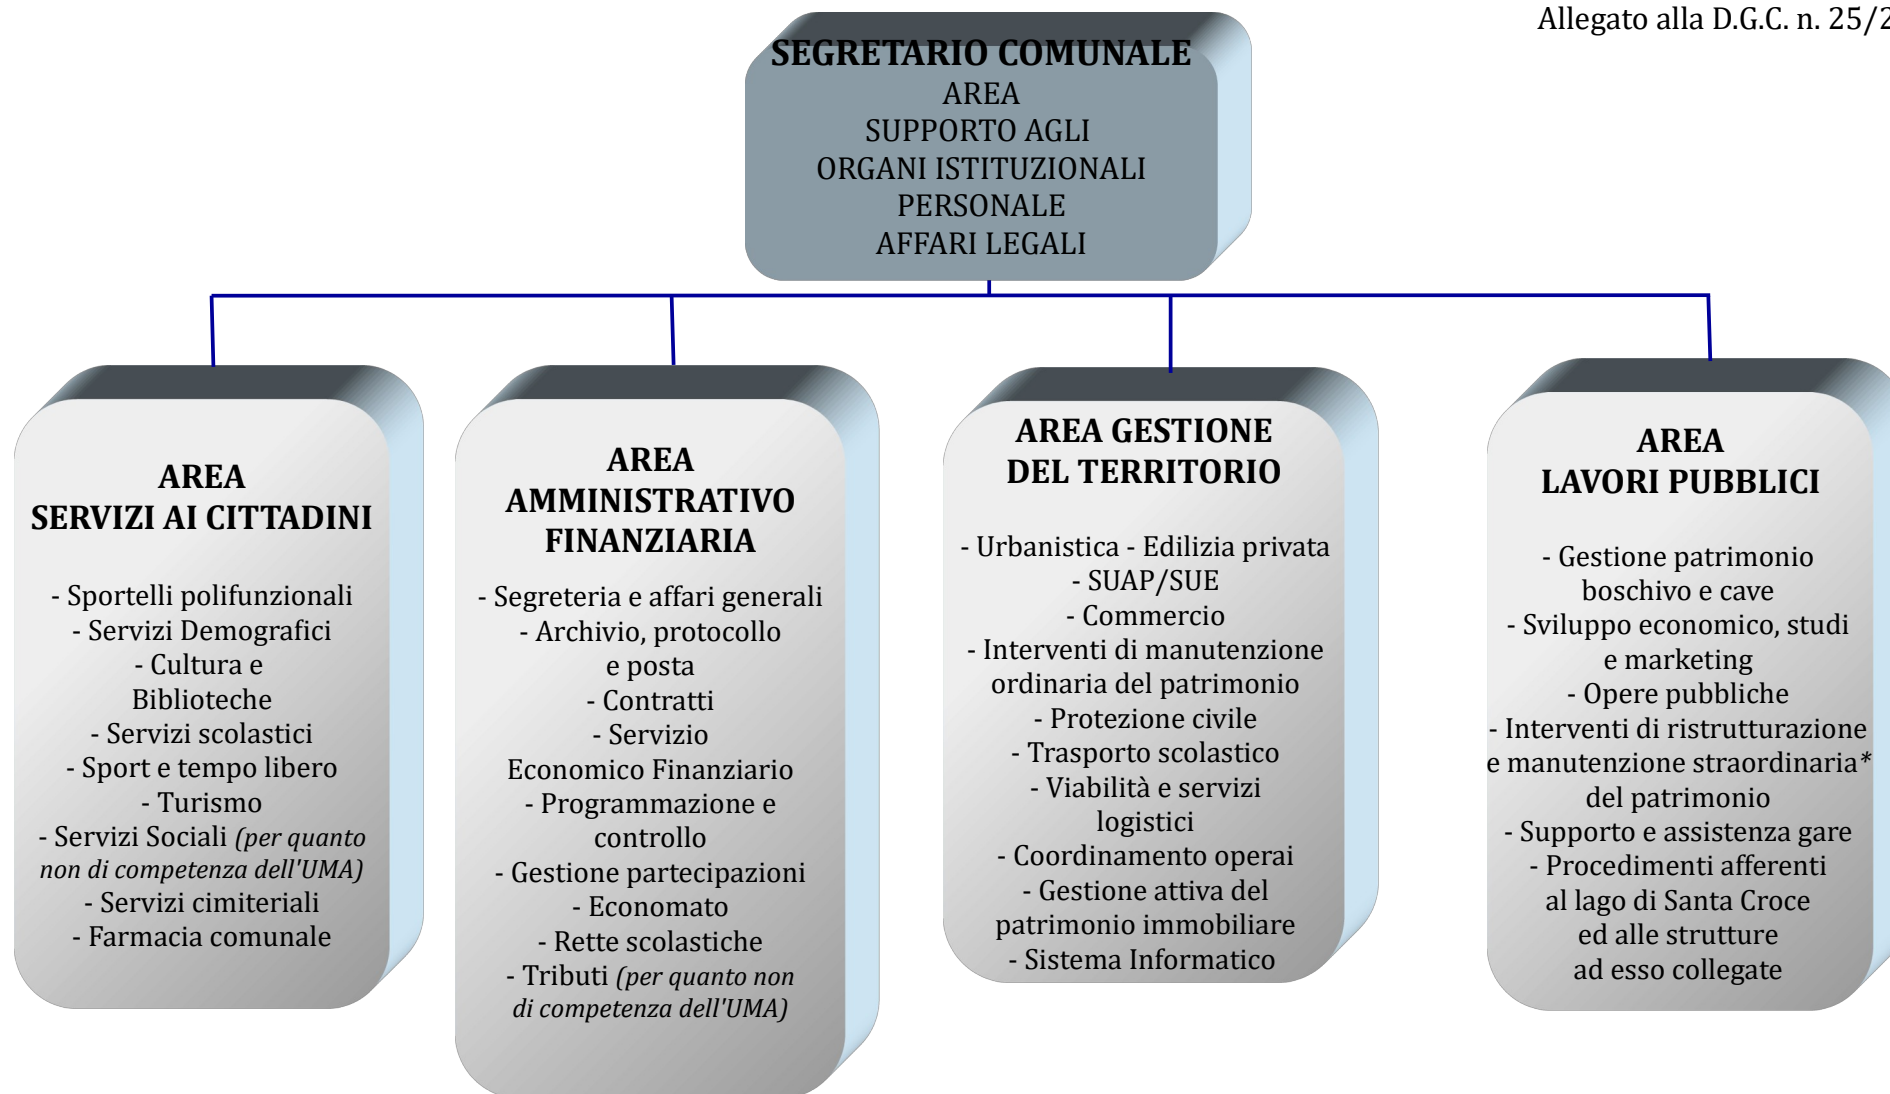 Allegato alla D.G.C. n. 25/2
SEGRETARIO COMUNALE
AREA
SUPPORTO AGLI
ORGANI ISTITUZIONALI
PERSONALE
AFFARI LEGALI
AREA
SERVIZI AI CITTADINI
- Sportelli polifunzionali
- Servizi Demografici
- Cultura e
Biblioteche
- Servizi scolastici
- Sport e tempo libero
- Turismo
- Servizi Sociali (per quanto
non di competenza dell'UMA)
- Servizi cimiteriali
- Farmacia comunale
AREA
AMMINISTRATIVO
FINANZIARIA
- Segreteria e affari generali
- Archivio, protocollo
e posta
- Contratti
- Servizio
Economico Finanziario
- Programmazione e
controllo
- Gestione partecipazioni
- Economato
- Rette scolastiche
- Tributi (per quanto non
di competenza dell'UMA)
AREA GESTIONE
DEL TERRITORIO
- Urbanistica - Edilizia privata
- SUAP/SUE
- Commercio
- Interventi di manutenzione
ordinaria del patrimonio
- Protezione civile
- Trasporto scolastico
- Viabilità e servizi
logistici
- Coordinamento operai
- Gestione attiva del
patrimonio immobiliare
- Sistema Informatico
AREA
LAVORI PUBBLICI
- Gestione patrimonio
boschivo e cave
- Sviluppo economico, studi
e marketing
- Opere pubbliche
- Interventi di ristrutturazione
e manutenzione straordinaria*
del patrimonio
- Supporto e assistenza gare
- Procedimenti afferenti
al lago di Santa Croce
ed alle strutture
ad esso collegate